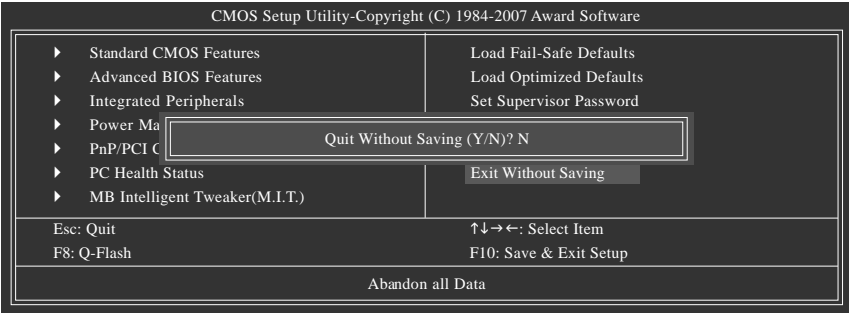 CMOS Setup Utility-Copyright (C) 1984-2007 Award Software
Standard CMOS Features
Advanced BIOS Features
Integrated Peripherals
Power Ma
PnP/PCI C
PC Health Status
MB Intelligent Tweaker(M.I.T.)
Load Fail-Safe Defaults
Load Optimized Defaults
Set Supervisor Password
Quit Without Saving (Y/N)? N
Exit Without Saving
Esc: Quit
F8: Q-Flash
↑↓→←: Select Item
F10: Save & Exit Setup
Abandon all Data